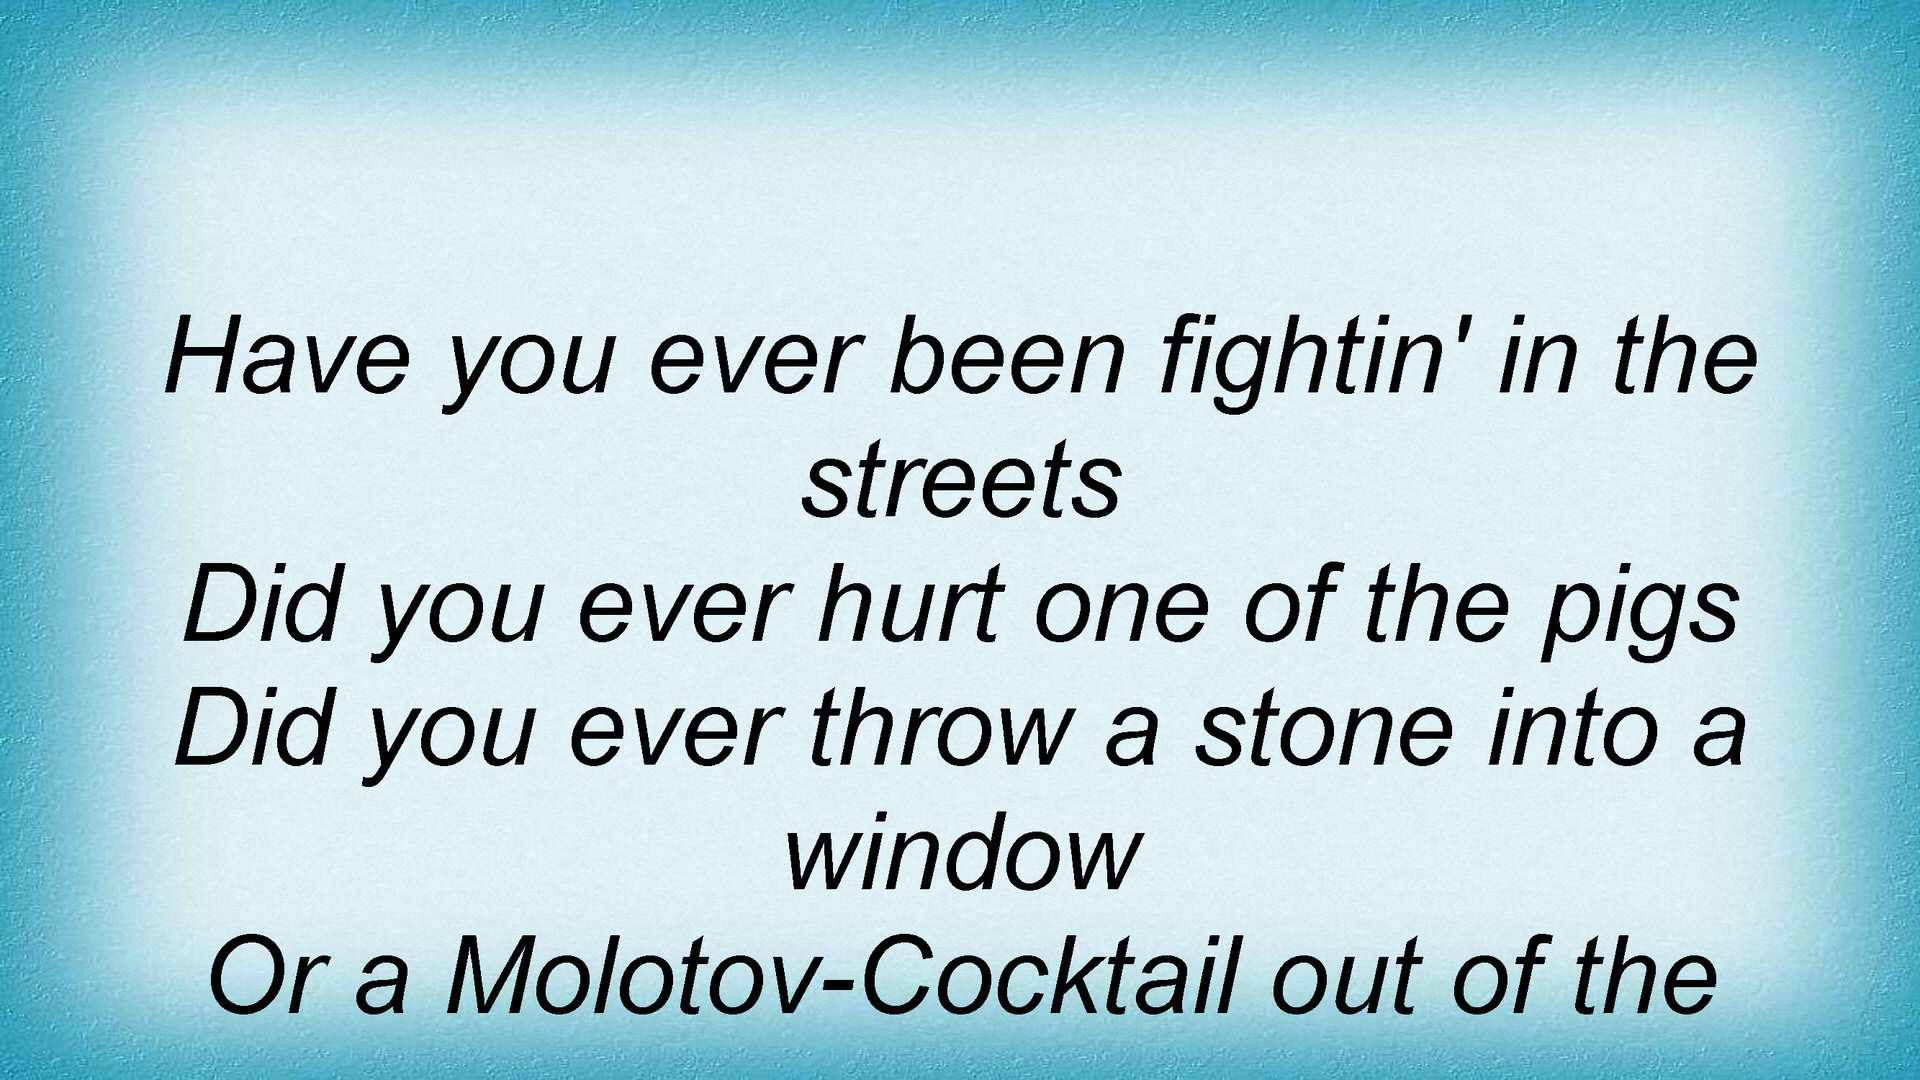 Have you ever been fightin' in the
streets
Did you ever hurt one of the pigs
Did you ever throw a stone into a
window
Or a Molotov-Cocktail out of the